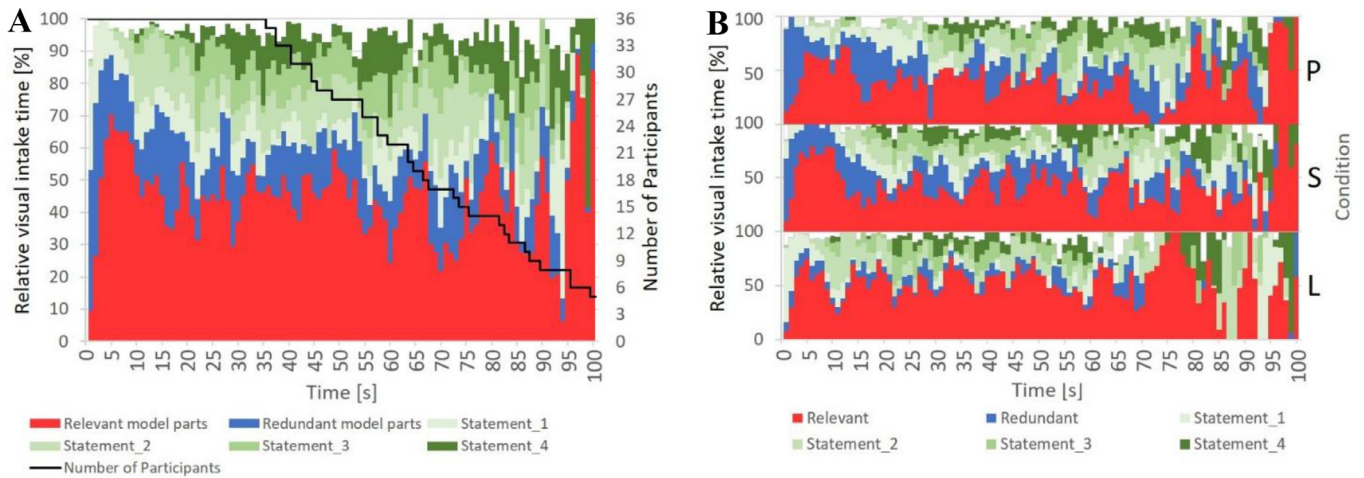 A
Relative visual intake time [%]
100
90
80
70
60
50
40
30
20
10
0
36
33
30
27
24
21
18
15
12
9
6
3
0
Number of Participants
0 5 10 15 20 25 30 35 40 45 50 55 60 65 70 75 80 85 90 95 100
Time [s]
Relevant model parts Redundant model parts Statement_1
Statement_2 Statement_3 Statement_4
Number of Participants
B
Relative visual intake time [%]
100
50
100
50
100
50
0
P
S
L
Condition
0 5 10 15 20 25 30 35 40 45 50 55 60 65 70 75 80 85 90 95 100
Time [s]
Relevant Redundant Statement_1
Statement_2 Statement_3 Statement_4